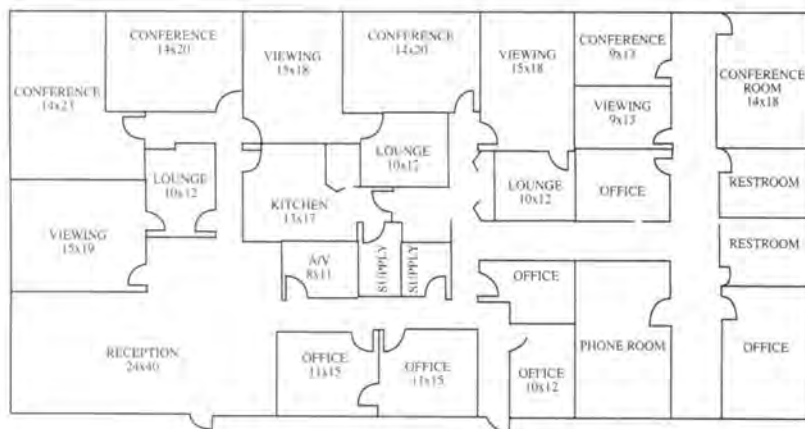 CONFERENCE
14x20
CONFERENCE
14x23
VIEWING
15x18
CONFERENCE
14x20
VIEWING
15x18
CONFERENCE
9x13
VIEWING
9x13
CONFERENCE
ROOM
14x18
LOUNGE
10x12
LOUNGE
10x12
KITCHEN
13x17
LOUNGE
10x12
OFFICE
RESTROOM
VIEWING
15x19
A/V
8x11
SUPPLY
SUPPLY
RESTROOM
OFFICE
RECEPTION
24x40
OFFICE
11x15
OFFICE
11x15
OFFICE
10x12
PHONE ROOM
OFFICE